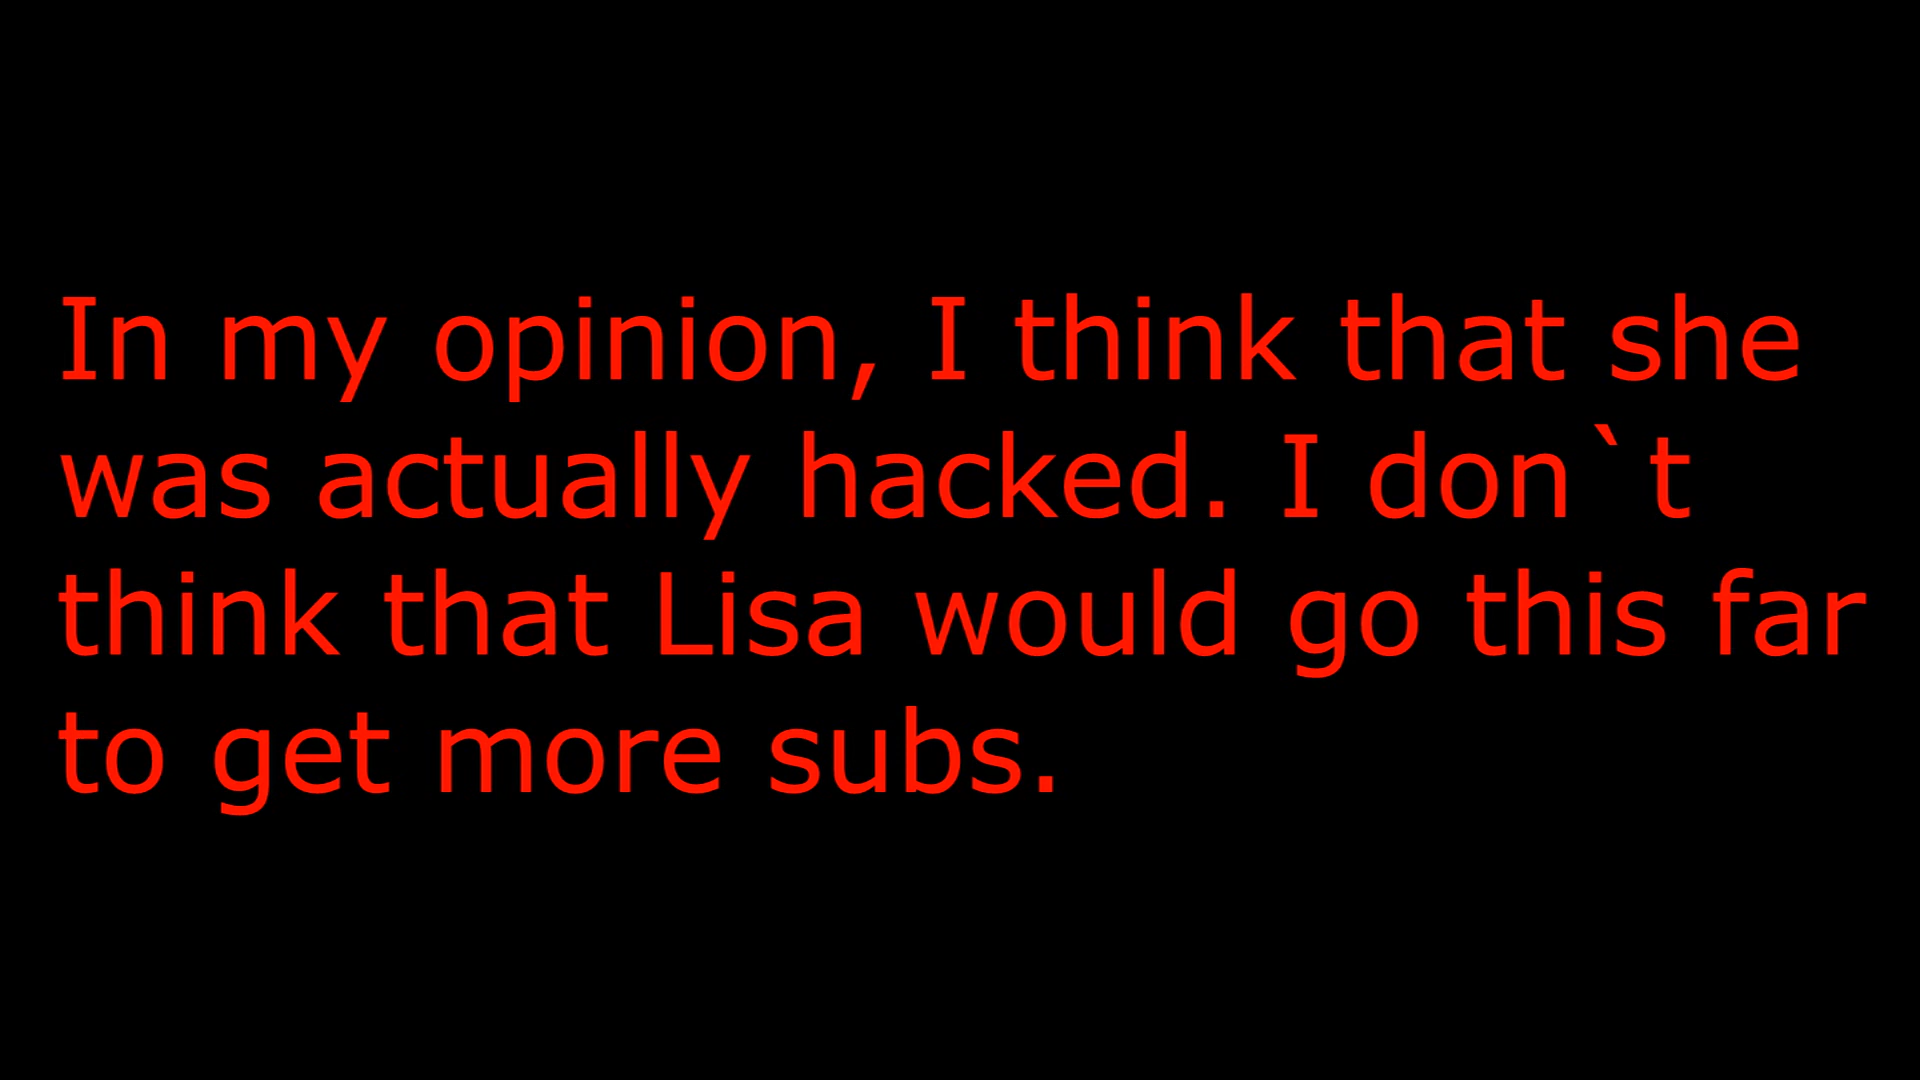 In my opinion, I think that she
was actually hacked. I don`t
think that Lisa would go this far
to get more subs.